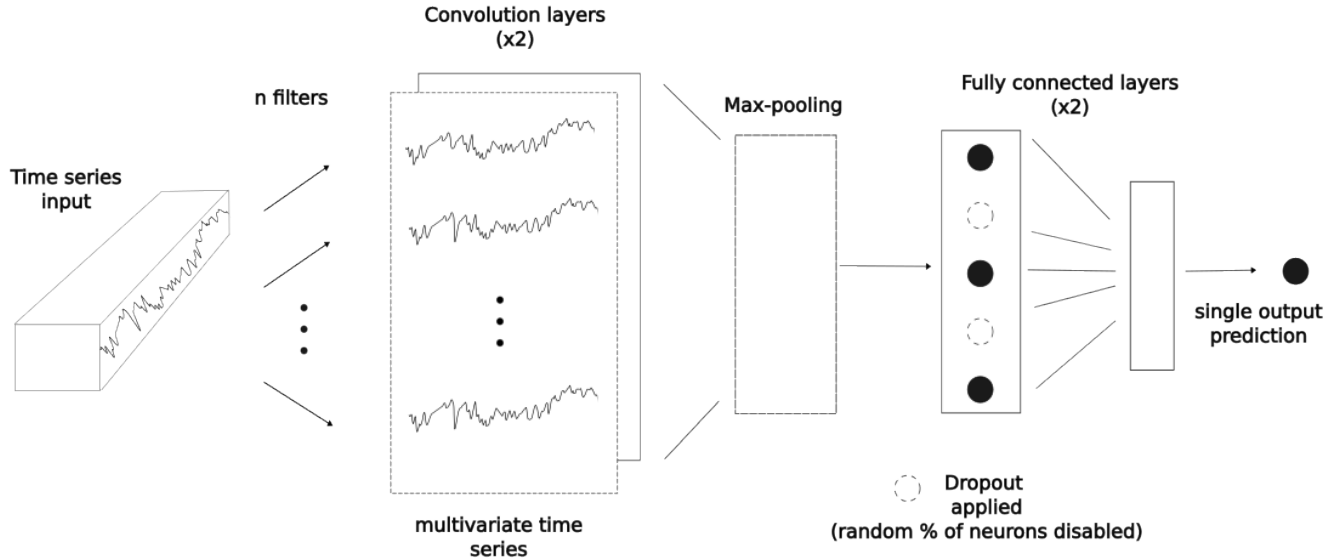 Convolution layers
(x2)
n filters
Time series
input
multivariate time
series
Max-pooling
Fully connected layers
(x2)
single output
prediction
Dropout
applied
(random % of neurons disabled)